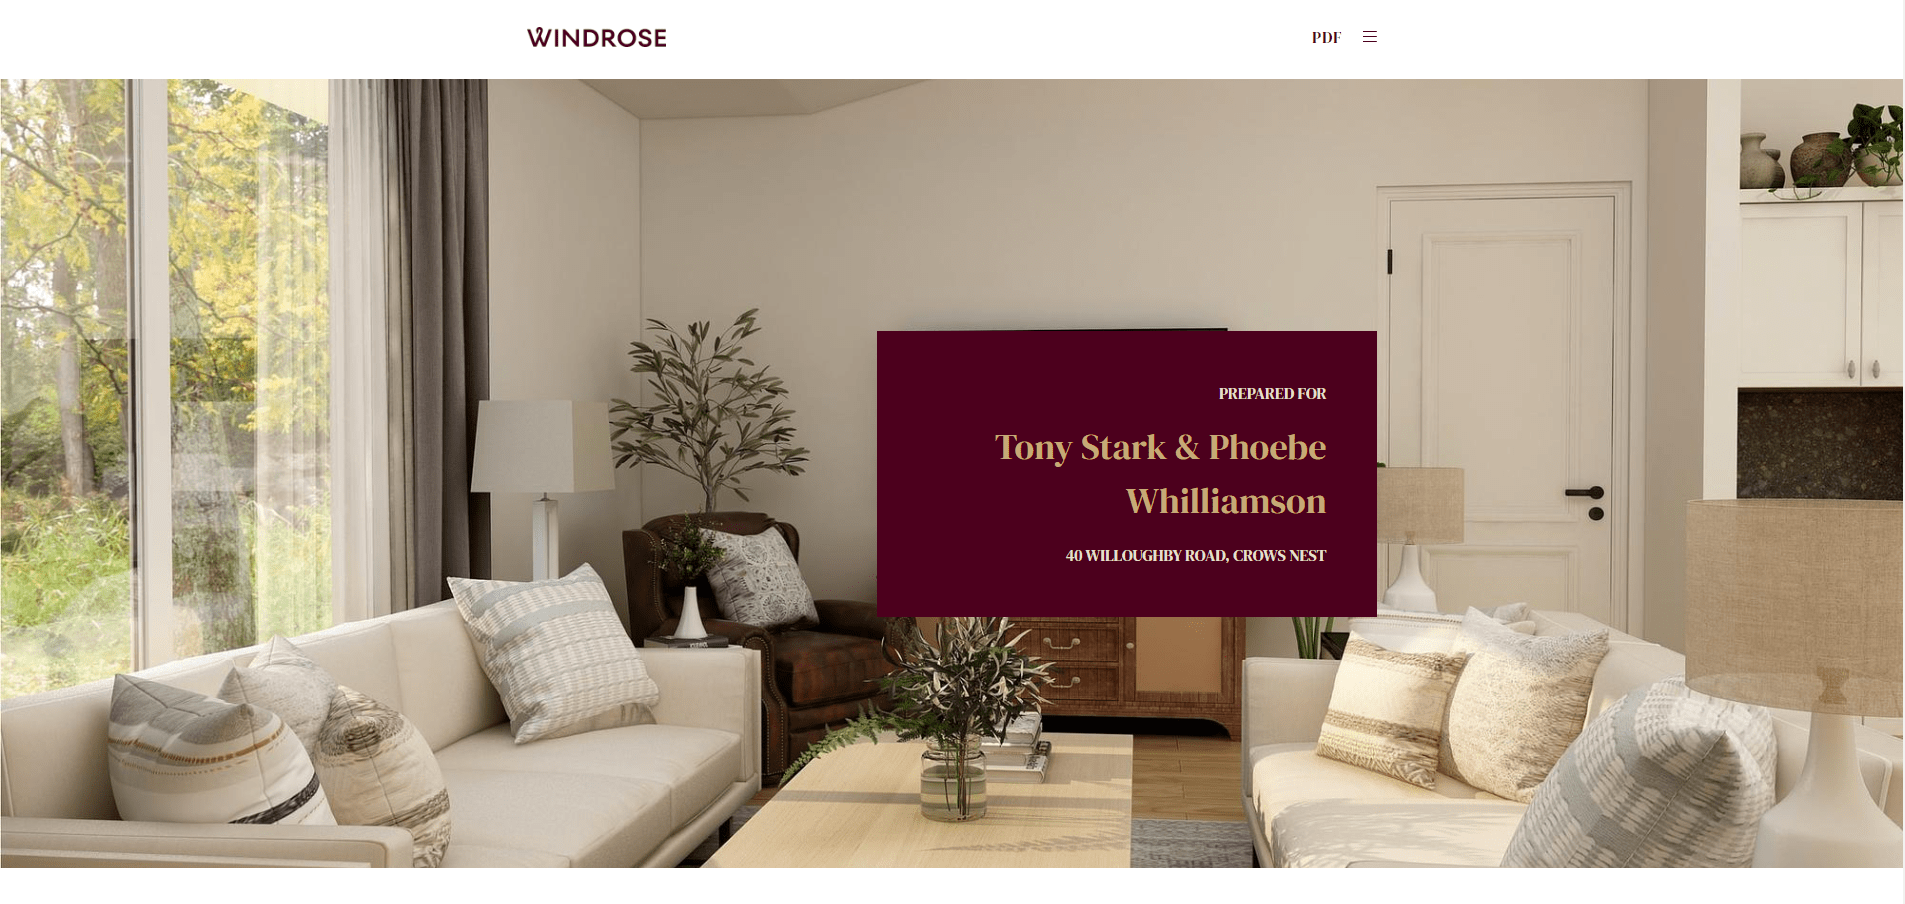 WINDROSE
PDF
PREPARED FOR
Tony Stark & Phoebe
Whilliamson
40 WILLOUGHBY ROAD, CROWS NEST